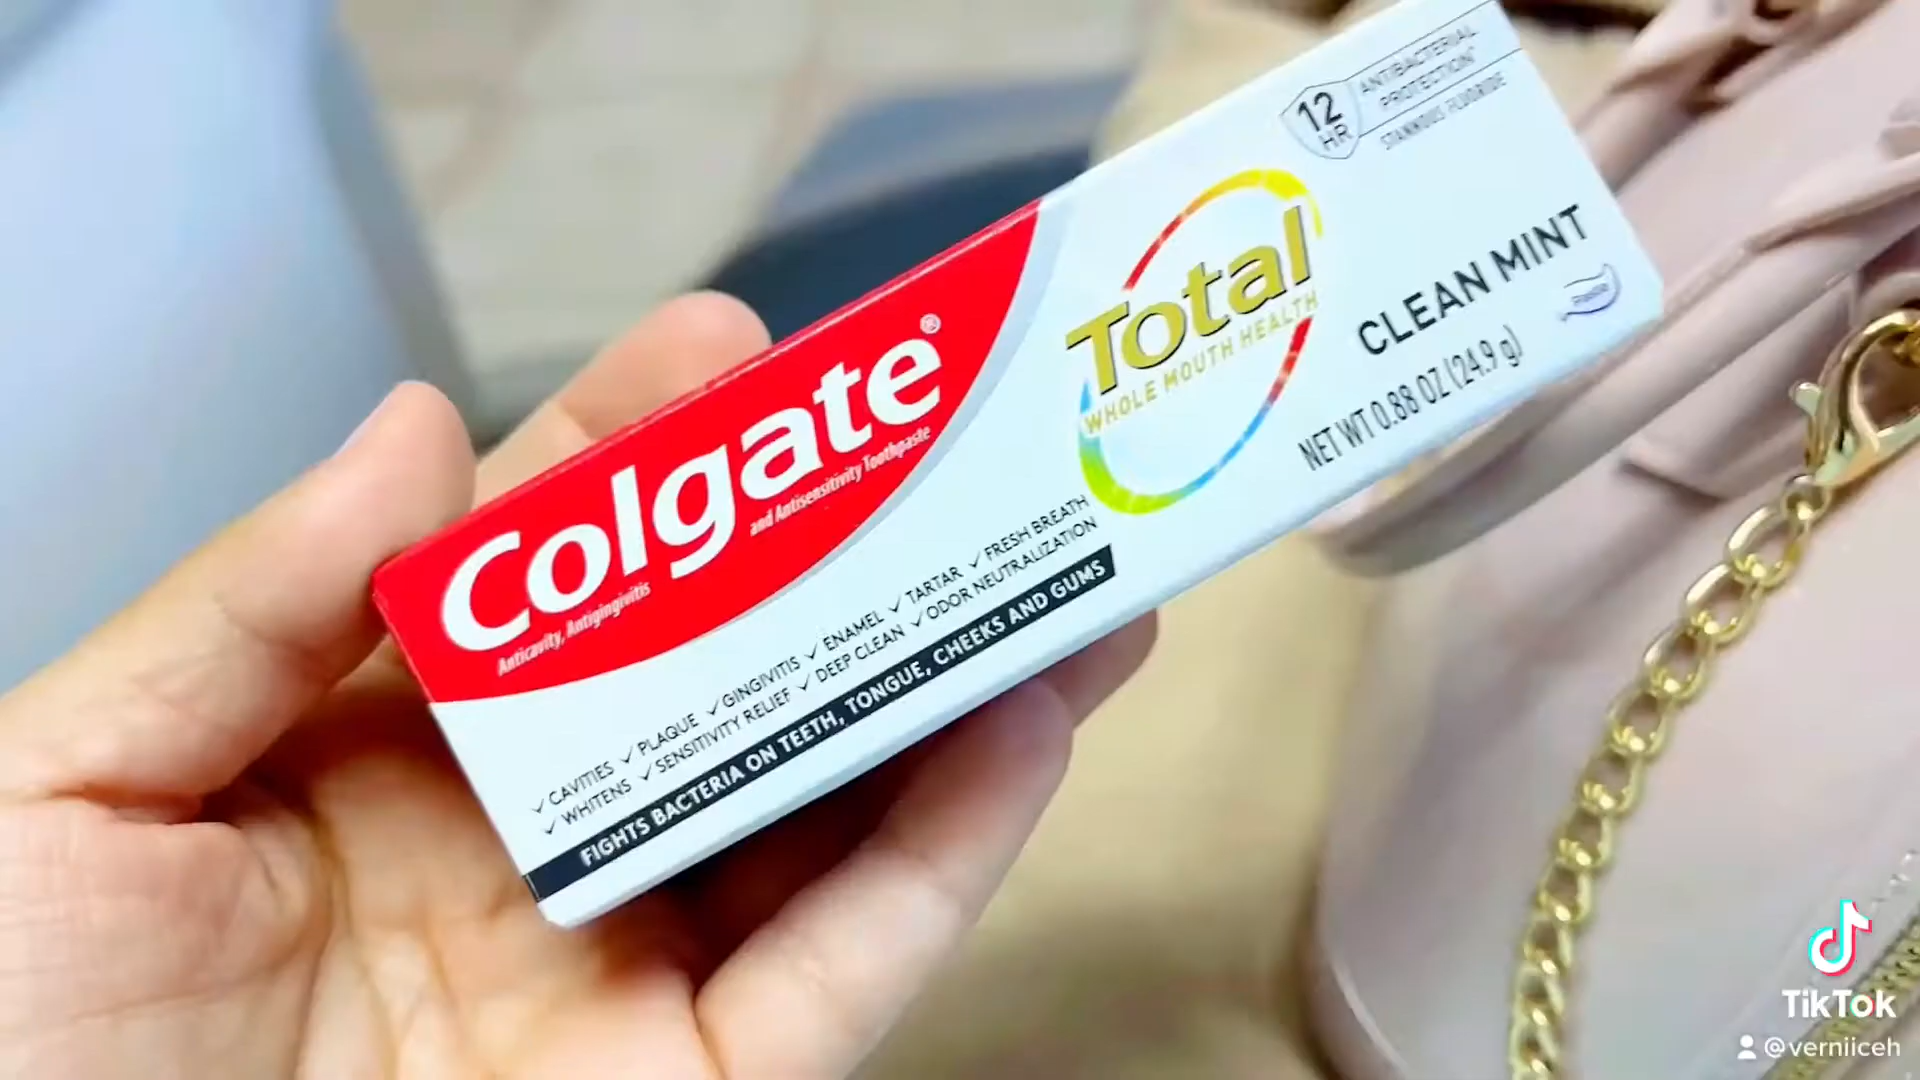 Colgate®
Anticavity, Antigingivitis
and Antisensitivity Toothpaste
12
HR
ANTIBACTERIAL
PROTECTION*
STANNOUS FLUORIDE
Total
WHOLE MOUTH HEALTH
CLEAN MINT
Paste
NET WT 0.88 OZ (24.9 g)
✓ CAVITIES ✓ PLAQUE ✓ GINGIVITIS ✓ ENAMEL ✓ TARTAR ✓ FRESH BREATH
✓ WHITENS ✓ SENSITIVITY RELIEF ✓ DEEP CLEAN ✓ ODOR NEUTRALIZATION
FIGHTS BACTERIA ON TEETH, TONGUE, CHEEKS AND GUMS
TikTok
@verniiceh